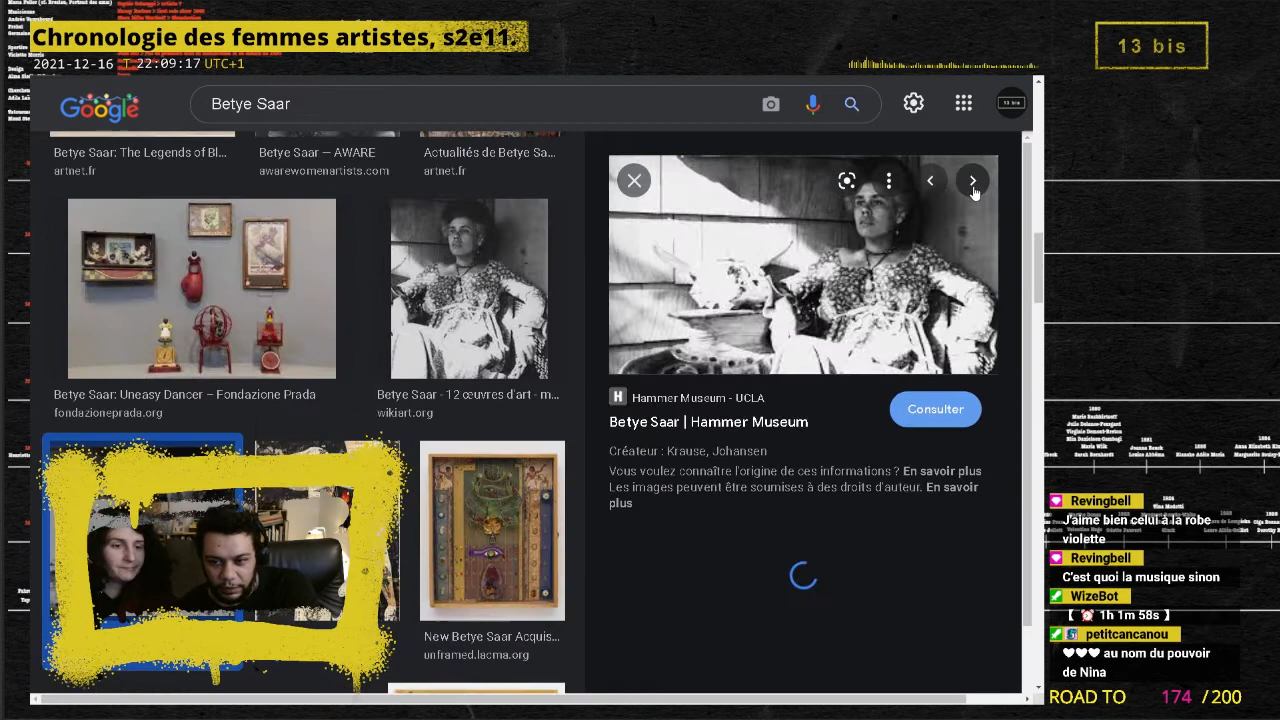 Chronologie des femmes artistes, s2e11.
2021-12-16 T 22:09:17 UTC+1
13 bis
Google
Betye Saar
13 bis
Betye Saar: The Legends of Bl...
artnet.fr
Betye Saar — AWARE
awarewomenartists.com
Actualités de Betye Sa...
artnet.fr
Betye Saar: Uneasy Dancer – Fondazione Prada
fondazioneprada.org
Betye Saar - 12 œuvres d'art - m...
wikiart.org
New Betye Saar Acquis...
unframed.lacma.org
H Hammer Museum - UCLA
Betye Saar | Hammer Museum
Consulter
Créateur : Krause, Johansen
Vous voulez connaître l'origine de ces informations ? En savoir plus
Les images peuvent être soumises à des droits d'auteur. En savoir
plus
Revingbell
J'aime bien celui à la robe
violette
Revingbell
C'est quoi la musique sinon
WizeBot
【 ⏰ 1h 1m 58s 】
petitcancanou
♥♥♥ au nom du pouvoir
de Nina
ROAD TO 174 / 200